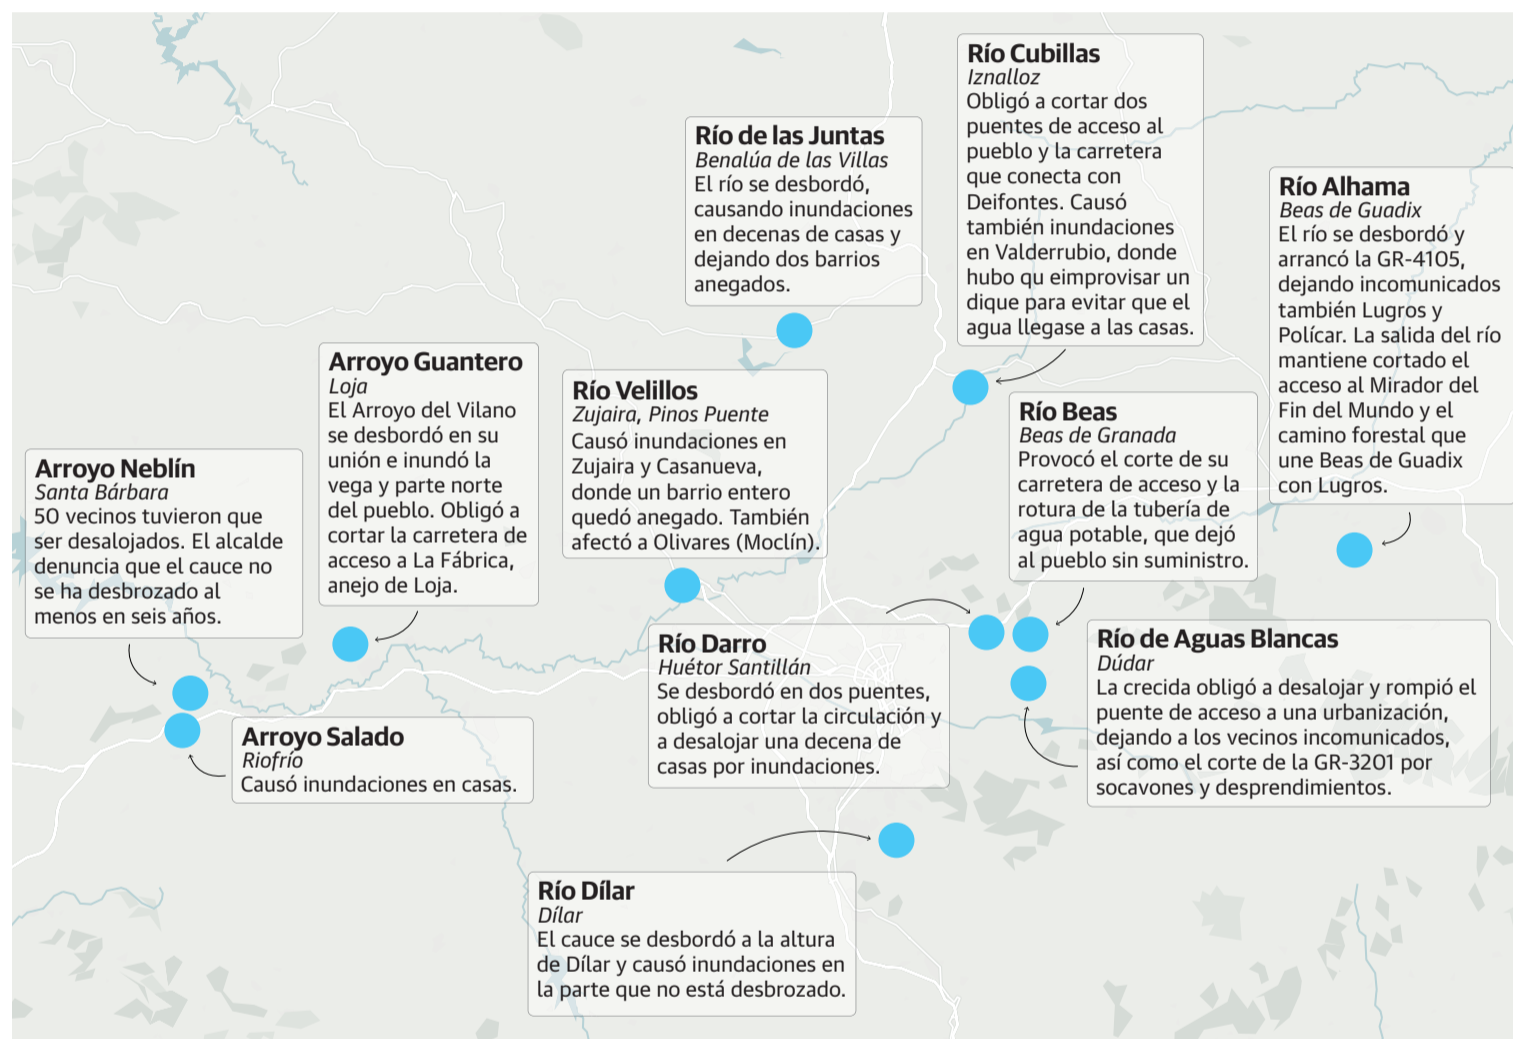 Río Cubillas
Iznalloz
Obligó a cortar dos
puentes de acceso al
pueblo y la carretera
que conecta con
Deifontes. Causó
también inundaciones
en Valderrubio, donde
hubo qu eimprovisar un
dique para evitar que el
agua llegase a las casas.
Río de las Juntas
Benalúa de las Villas
El río se desbordó,
causando inundaciones
en decenas de casas y
dejando dos barrios
anegados.
Río Alhama
Beas de Guadix
El río se desbordó y
arrancó la GR-4105,
dejando incomunicados
también Lugros y
Polícar. La salida del río
mantiene cortado el
acceso al Mirador del
Fin del Mundo y el
camino forestal que
une Beas de Guadix
con Lugros.
Arroyo Guantero
Loja
El Arroyo del Vilano
se desbordó en su
unión e inundó la
vega y parte norte
del pueblo. Obligó a
cortar la carretera de
acceso a La Fábrica,
anejo de Loja.
Río Velillos
Zujaira, Pinos Puente
Causó inundaciones en
Zujaira y Casanueva,
donde un barrio entero
quedó anegado. También
afectó a Olivares (Moclín).
Río Beas
Beas de Granada
Provocó el corte de su
carretera de acceso y la
rotura de la tubería de
agua potable, que dejó
al pueblo sin suministro.
Arroyo Neblín
Santa Bárbara
50 vecinos tuvieron que
ser desalojados. El alcalde
denuncia que el cauce no
se ha desbrozado al
menos en seis años.
Río Darro
Huétor Santillán
Se desbordó en dos puentes,
obligó a cortar la circulación y
a desalojar una decena de
casas por inundaciones.
Río de Aguas Blancas
Dúdar
La crecida obligó a desalojar y rompió el
puente de acceso a una urbanización,
dejando a los vecinos incomunicados,
así como el corte de la GR-3201 por
socavones y desprendimientos.
Arroyo Salado
Riofrío
Causó inundaciones en casas.
Río Dílar
Dílar
El cauce se desbordó a la altura
de Dílar y causó inundaciones en
la parte que no está desbrozado.